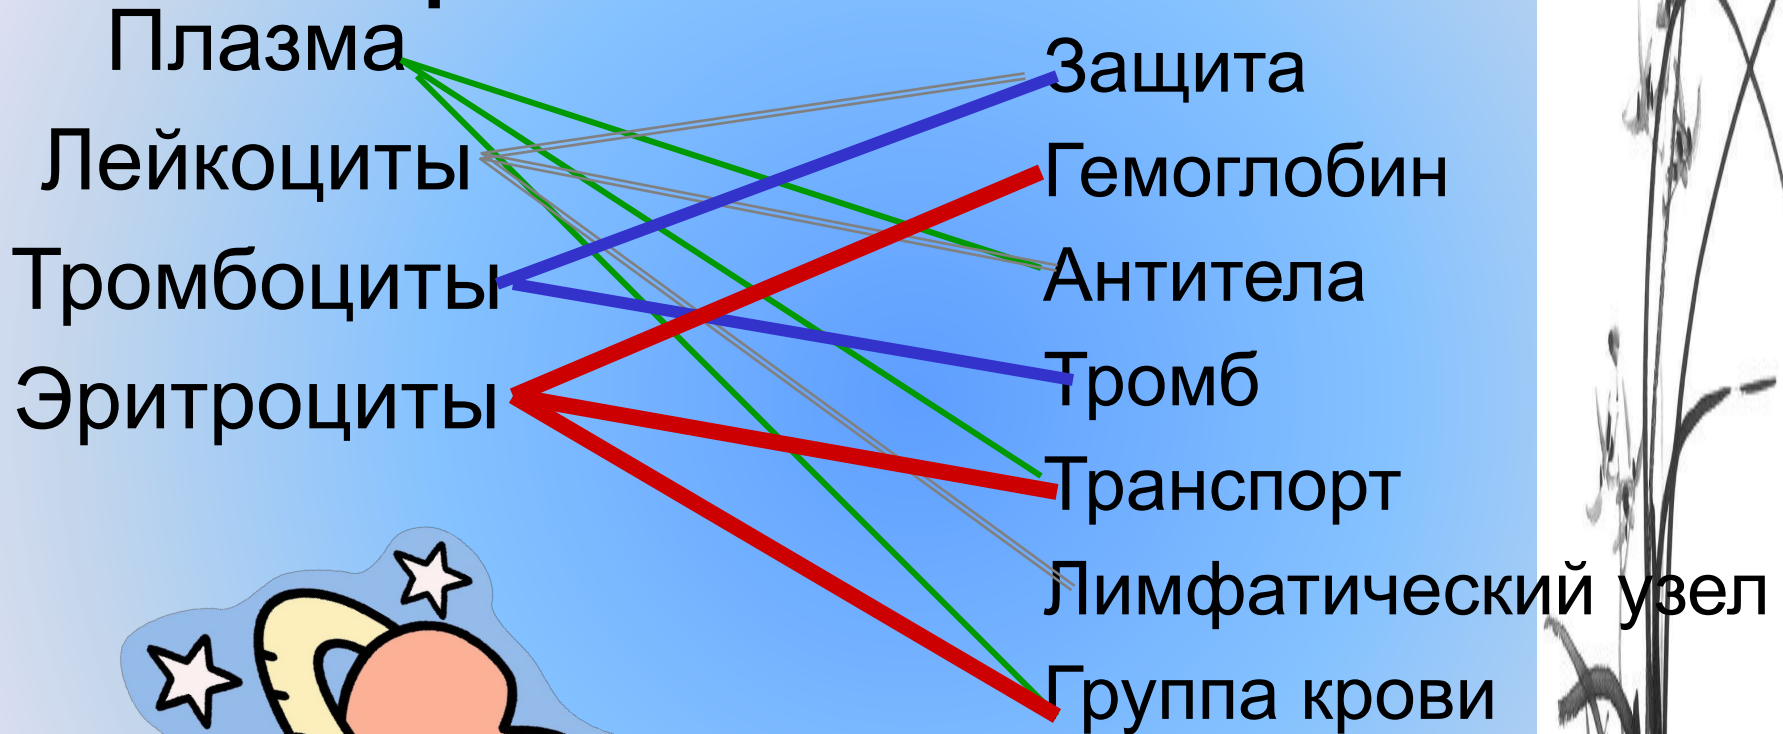 Плазма
Лейкоциты
Тромбоциты
Эритроциты
Защита
Гемоглобин
Антитела
Тромб
Транспорт
Лимфатический узел
Группа крови